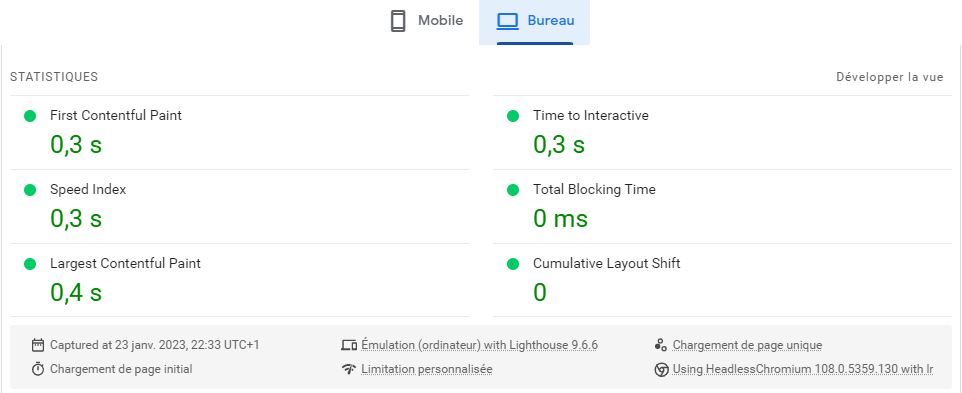 Mobile
Bureau
STATISTIQUES
Développer la vue
First Contentful Paint
0,3 s
Time to Interactive
0,3 s
Speed Index
0,3 s
Total Blocking Time
0 ms
Largest Contentful Paint
0,4 s
Cumulative Layout Shift
0
Captured at 23 janv. 2023, 22:33 UTC+1
Émulation (ordinateur) with Lighthouse 9.6.6
Chargement de page unique
Chargement de page initial
Limitation personnalisée
Using HeadlessChromium 108.0.5359.130 with lr